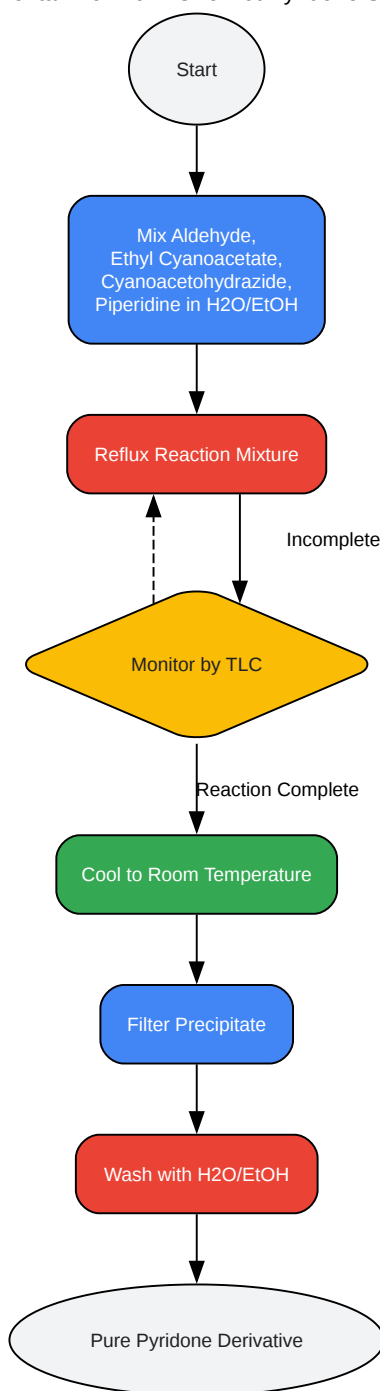 Start
Mix Aldehyde,
Ethyl Cyanoacetate,
Cyanoacetohydrazide,
Piperidine in H2O/EtOH
Reflux Reaction Mixture
Incomplete
Monitor by TLC
Reaction Complete
Cool to Room Temperature
Filter Precipitate
Wash with H2O/EtOH
Pure Pyridone Derivative